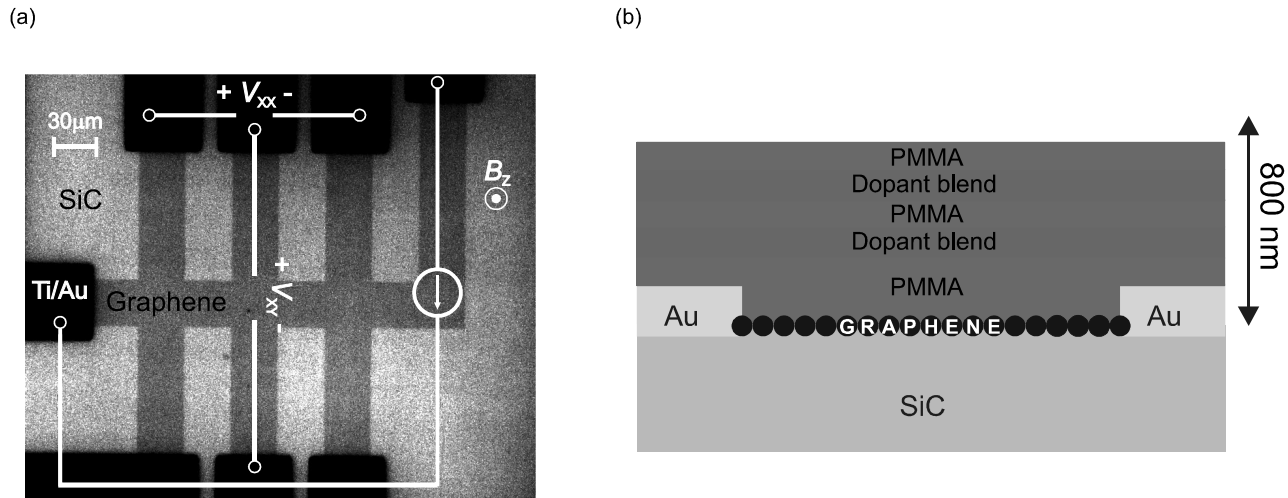 (a)
(b)
+ Vxx -
30μm
SiC
Bz
+ VXY -
Ti/Au
Graphene
PMMA
Dopant blend
PMMA
Dopant blend
PMMA
Au
GRAPHENE
Au
SiC
800 nm